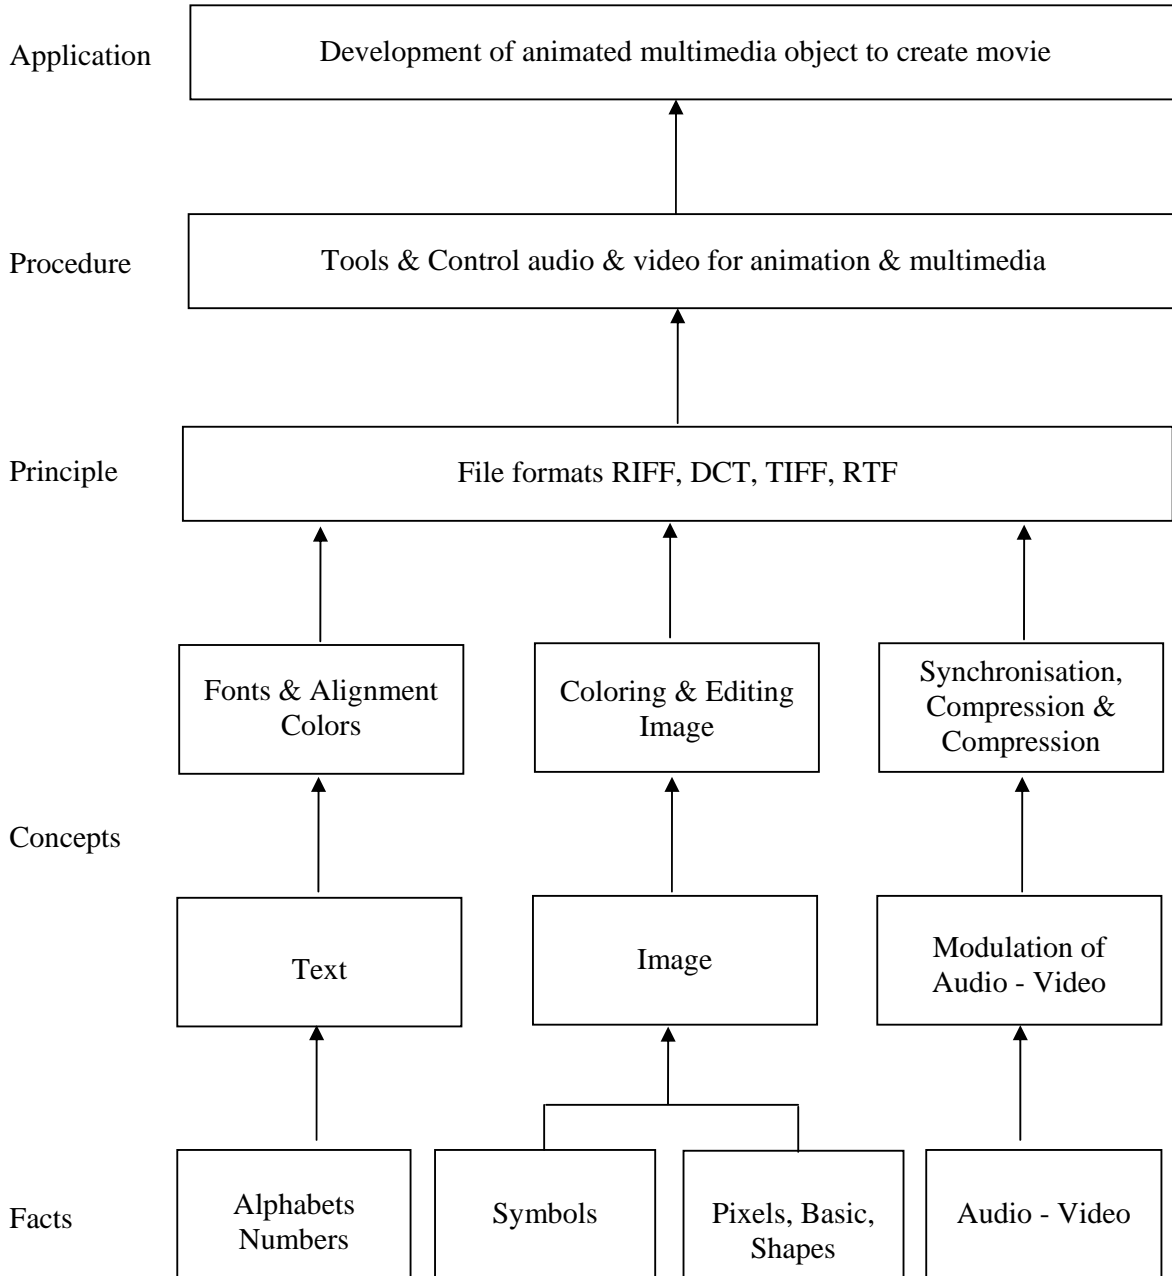 Application
Development of animated multimedia object to create movie
Procedure
Tools & Control audio & video for animation & multimedia
Principle
File formats RIFF, DCT, TIFF, RTF
Fonts & Alignment
Colors
Coloring & Editing
Image
Synchronisation,
Compression &
Compression
Concepts
Text
Image
Modulation of
Audio - Video
Facts
Alphabets
Numbers
Symbols
Pixels, Basic,
Shapes
Audio - Video